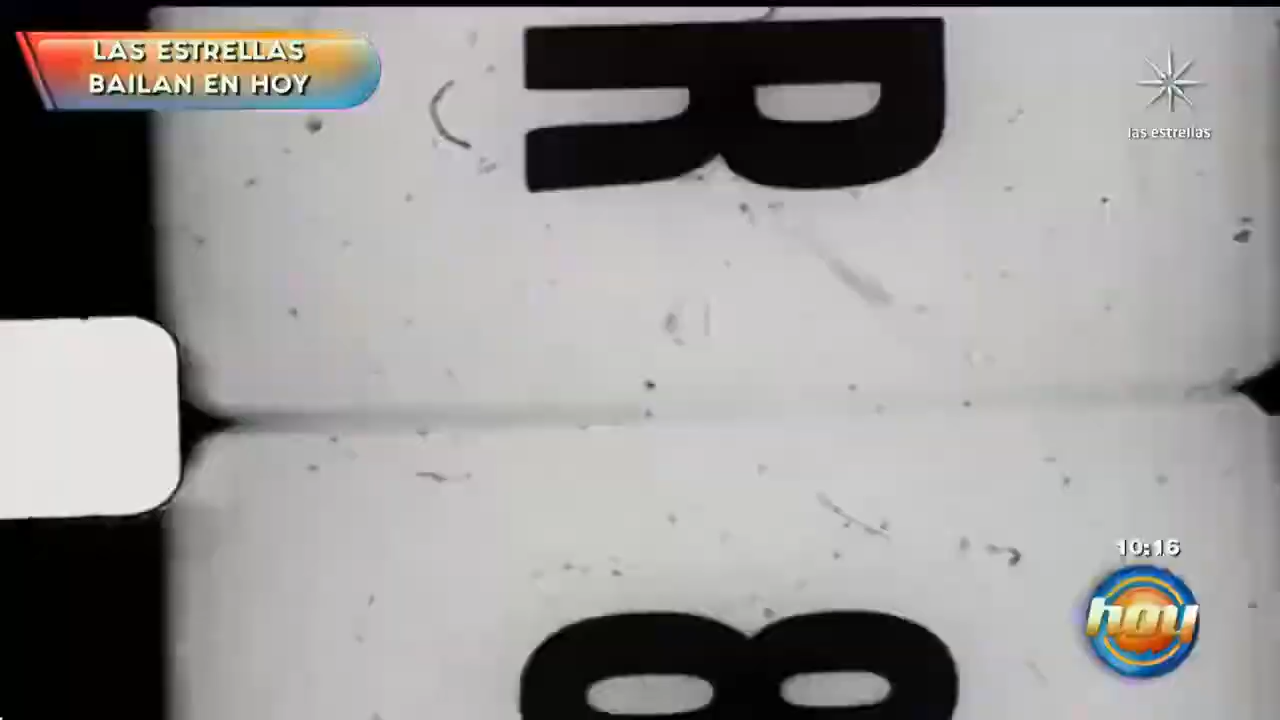 LAS ESTRELLAS
BAILAN EN HOY
las estrellas
R
10:16
hoy
8